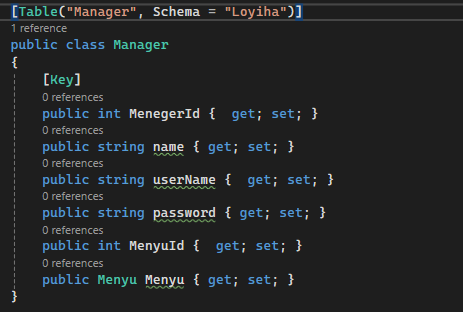 [Table("Manager", Schema = "Loyiha")]
1 reference
public class Manager
{
[Key]
0 references
public int MenegerId {  get; set; }
0 references
public string name { get; set; }
0 references
public string userName {  get; set; }
0 references
public string password { get; set; }
0 references
public int MenyuId {  get; set; }
0 references
public Menyu Menyu { get; set; }
}